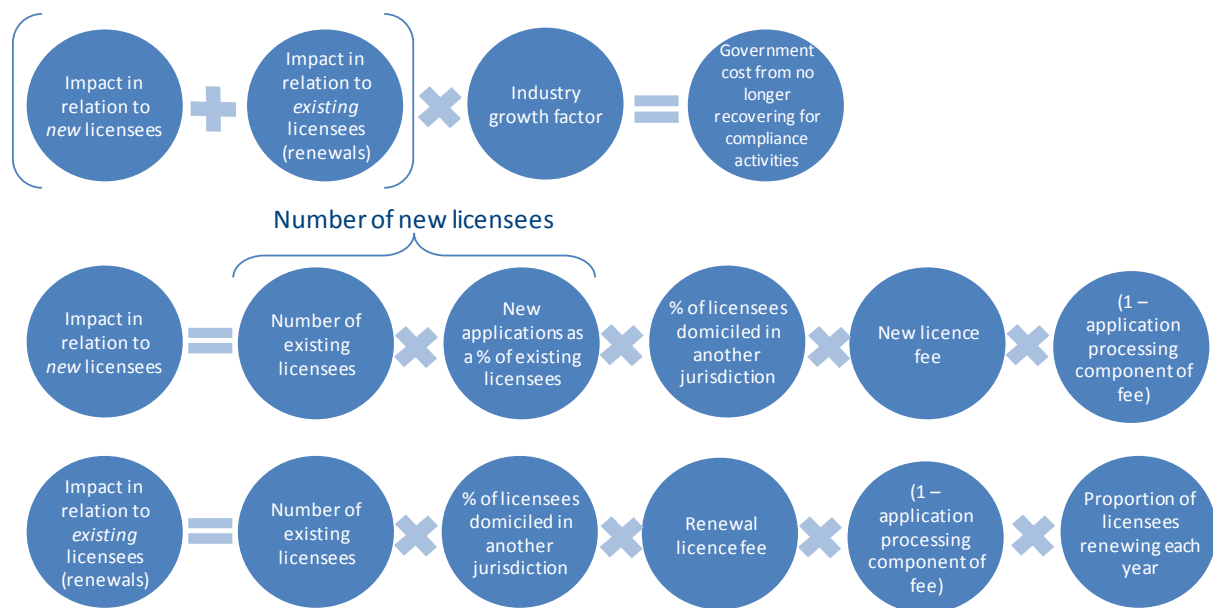 Impact in
relation to
new licensees
Impact in
relation to
existing
licensees
(renewals)
Industry
growth factor
Government
cost from no
longer
recovering for
compliance
activities
Number of new licensees
Impact in
relation to
new licensees
Number of
existing
licensees
New
applications as
a % of existing
licensees
% of licensees
domiciled in
another
jurisdiction
New licence
fee
(1 –
application
processing
component of
fee)
Impact in
relation to
existing
licensees
(renewals)
Number of
existing
licensees
% of licensees
domiciled in
another
jurisdiction
Renewal
licence fee
(1 –
application
processing
component of
fee)
Proportion of
licensees
renewing each
year